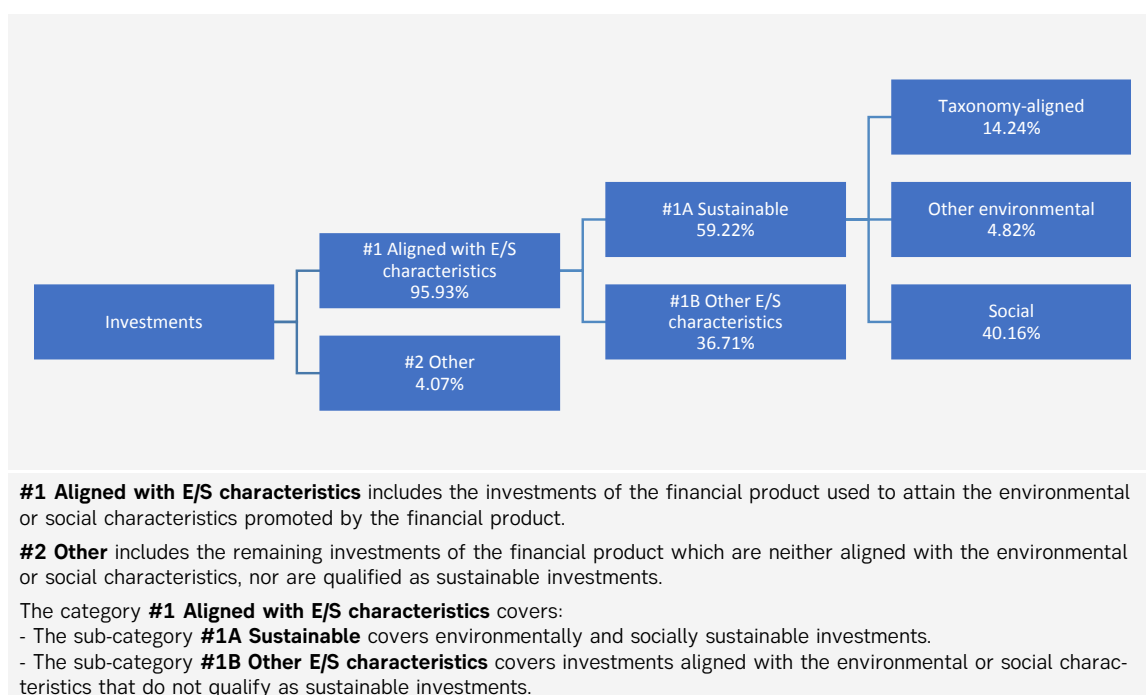 Investments
#1 Aligned with E/S
characteristics
95.93%
#2 Other
4.07%
#1A Sustainable
59.22%
#1B Other E/S
characteristics
36.71%
Taxonomy-aligned
14.24%
Other environmental
4.82%
Social
40.16%
#1 Aligned with E/S characteristics includes the investments of the financial product used to attain the environmental
or social characteristics promoted by the financial product.
#2 Other includes the remaining investments of the financial product which are neither aligned with the environmental
or social characteristics, nor are qualified as sustainable investments.
The category #1 Aligned with E/S characteristics covers:
- The sub-category #1A Sustainable covers environmentally and socially sustainable investments.
- The sub-category #1B Other E/S characteristics covers investments aligned with the environmental or social charac-
teristics that do not qualify as sustainable investments.